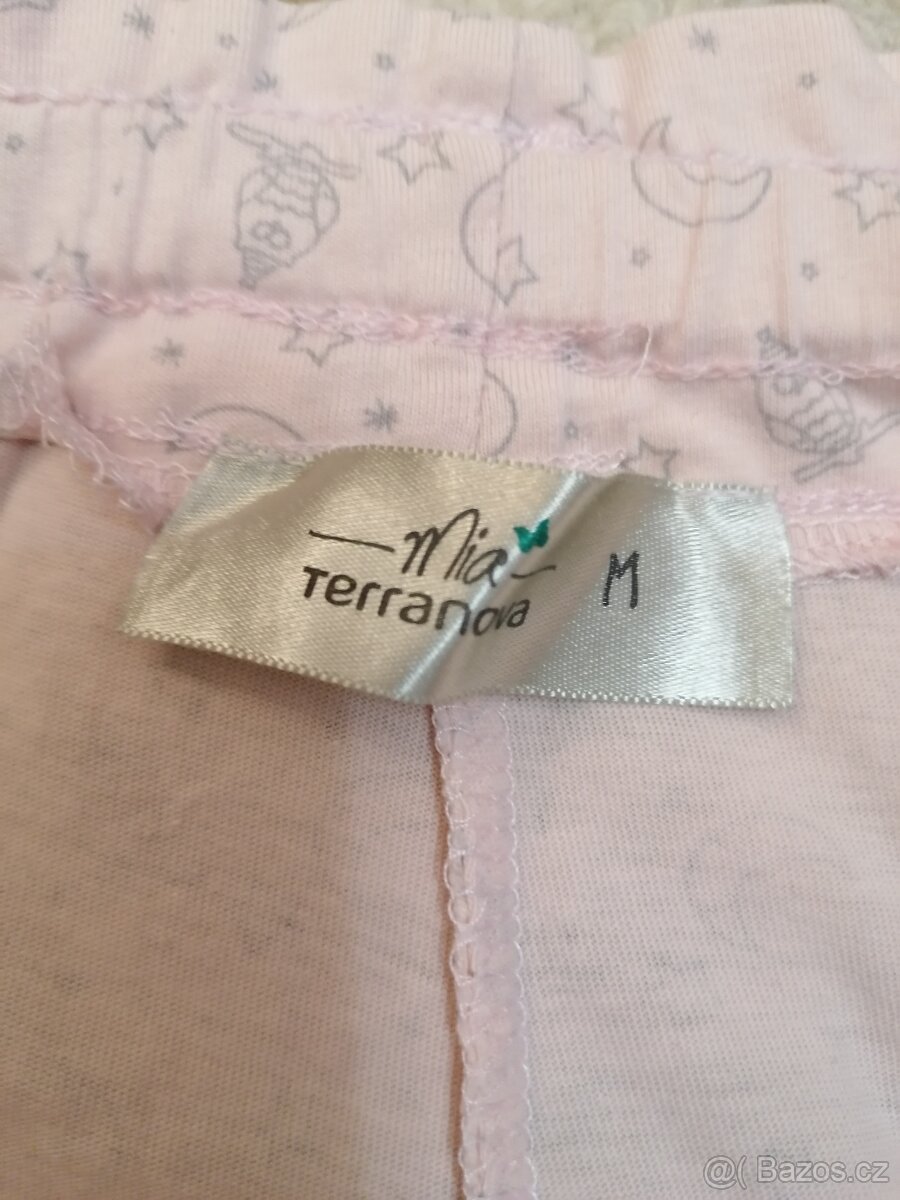 Mia
Terranova
M
@( Bazos.cz